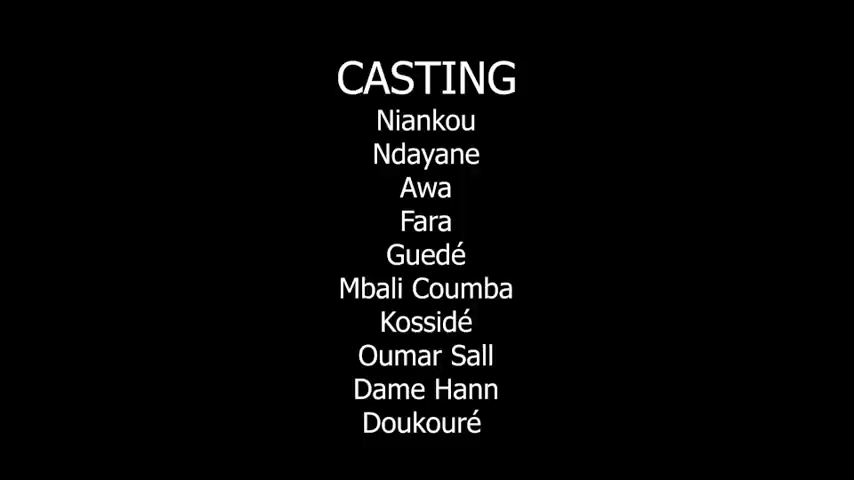 CASTING
Niankou
Ndayane
Awa
Fara
Guedé
Mbali Coumba
Kossidé
Oumar Sall
Dame Hann
Doukouré